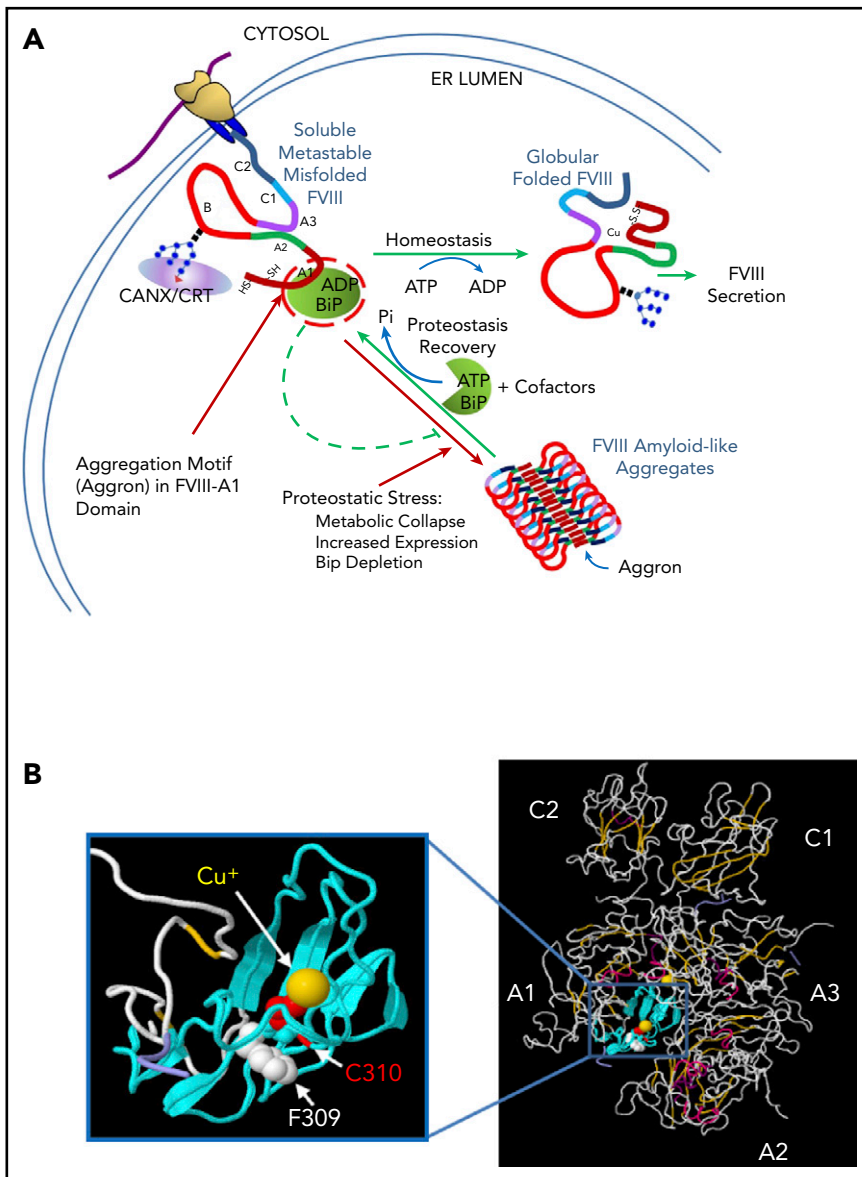 A
CYTOSOL
ER LUMEN
Soluble
Metastable
Misfolded
FVIII
C2
C1
B
A3
A2
A1
HS
-SH
CANX/CRT
ADP
BiP
Homeostasis
ATP
ADP
Globular
Folded FVIII
-S.S
Cu
FVIII
Secretion
Pi
Proteostasis
Recovery
ATP
BiP
+ Cofactors
Aggregation Motif
(Aggron) in FVIII-A1
Domain
Proteostatic Stress:
Metabolic Collapse
Increased Expression
Bip Depletion
FVIII Amyloid-like
Aggregates
Aggron
B
Cu+
C310
F309
C2
C1
A1
A3
A2